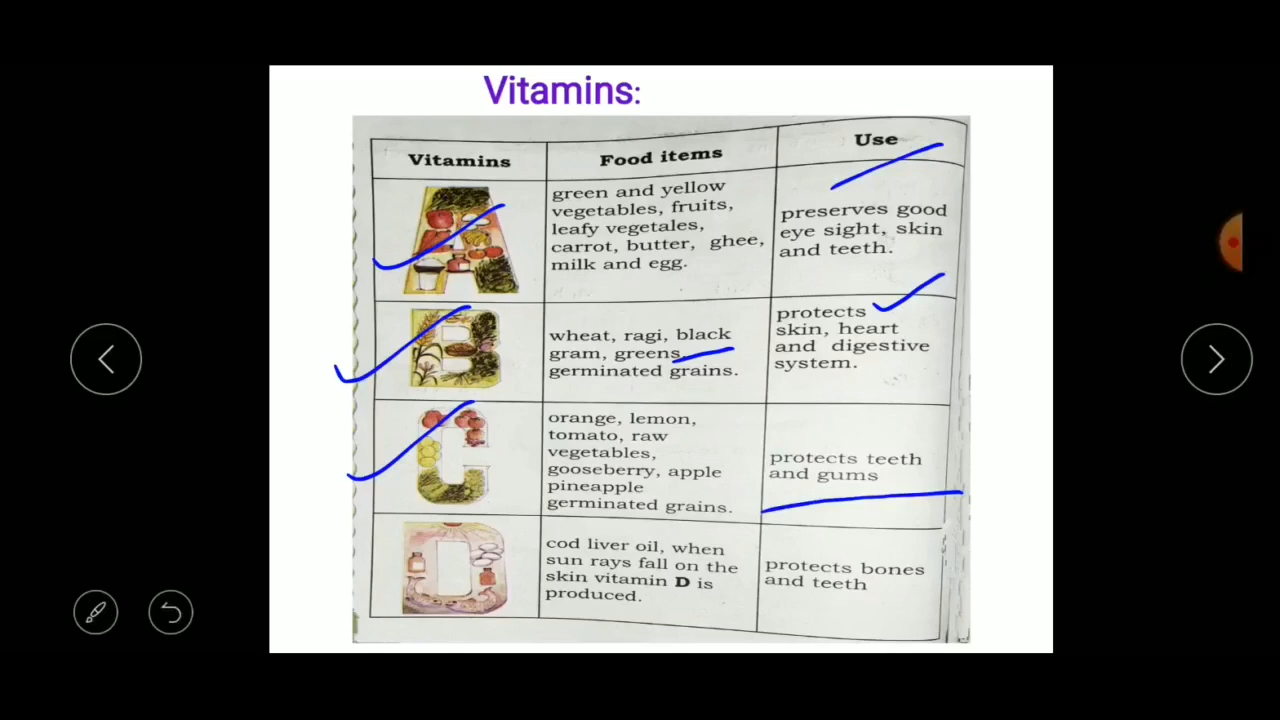 Vitamins:
Vitamins
Food items
Use
A
green and yellow
vegetables, fruits,
leafy vegetales,
carrot, butter, ghee,
milk and egg.
preserves good
eye sight, skin
and teeth.
B
wheat, ragi, black
gram, greens,
germinated grains.
protects
skin, heart
and digestive
system.
C
orange, lemon,
tomato, raw
vegetables,
gooseberry, apple
pineapple
germinated grains.
protects teeth
and gums
D
cod liver oil, when
sun rays fall on the
skin vitamin D is
produced.
protects bones
and teeth